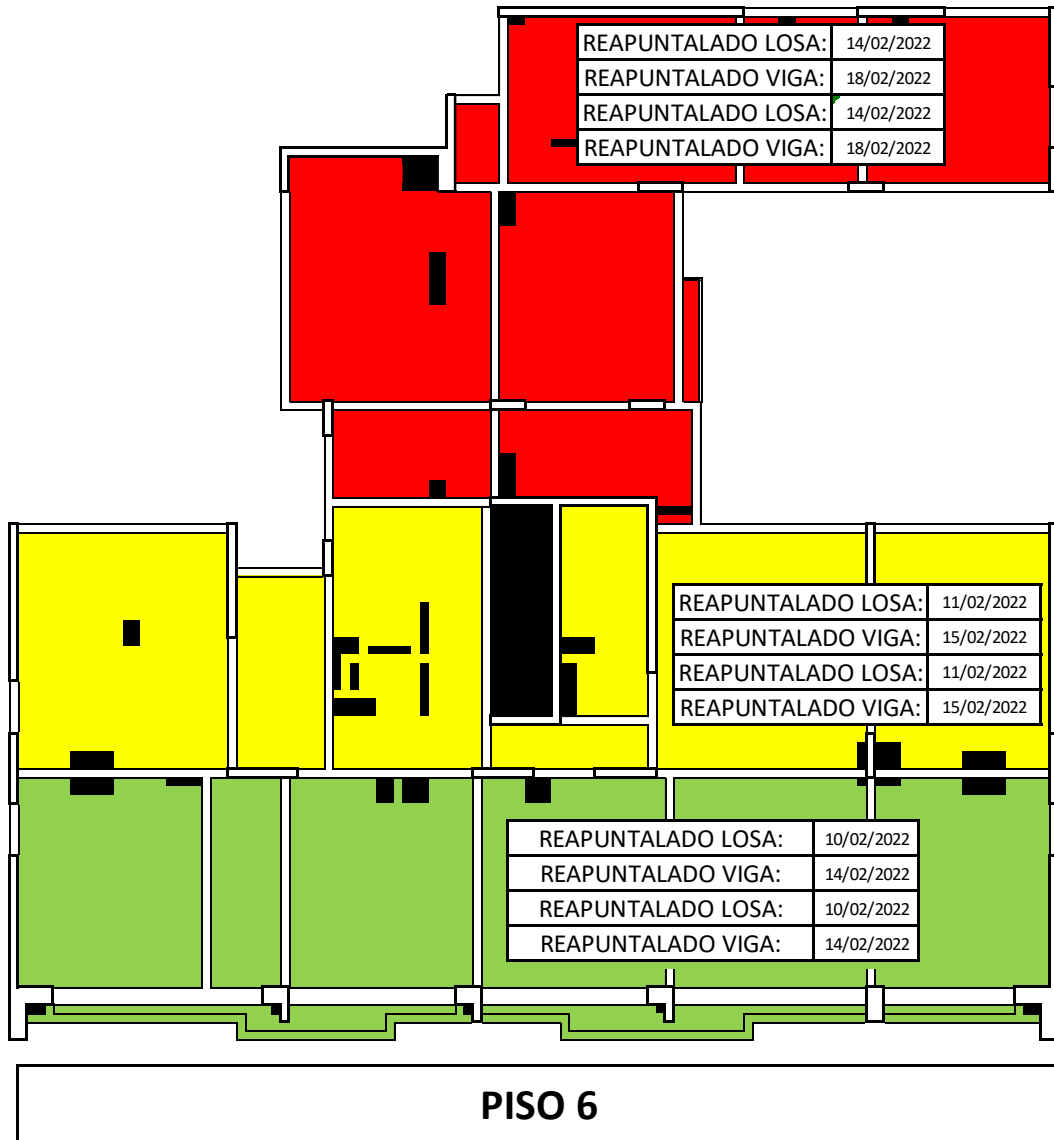 REAPUNTALADO LOSA: 14/02/2022
REAPUNTALADO VIGA: 18/02/2022
REAPUNTALADO LOSA: 14/02/2022
REAPUNTALADO VIGA: 18/02/2022
REAPUNTALADO LOSA: 11/02/2022
REAPUNTALADO VIGA: 15/02/2022
REAPUNTALADO LOSA: 11/02/2022
REAPUNTALADO VIGA: 15/02/2022
REAPUNTALADO LOSA: 10/02/2022
REAPUNTALADO VIGA: 14/02/2022
REAPUNTALADO LOSA: 10/02/2022
REAPUNTALADO VIGA: 14/02/2022
PISO 6